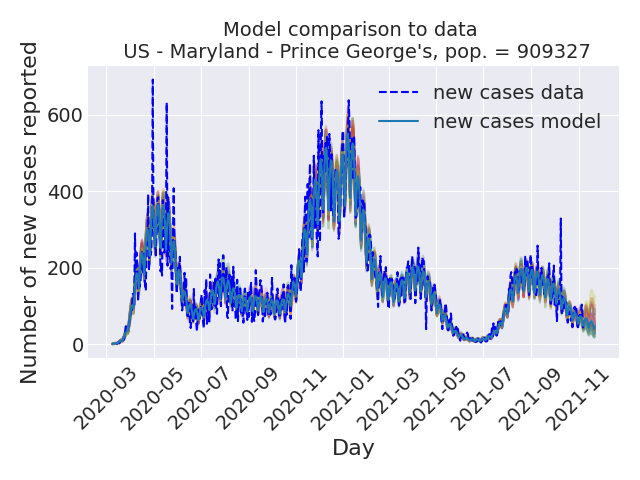 Model comparison to data
US - Maryland - Prince George's, pop. = 909327
Number of new cases reported
600
400
200
0
new cases data
new cases model
2020-03
2020-05
2020-07
2020-09
2020-11
2021-01
2021-03
2021-05
2021-07
2021-09
2021-11
Day